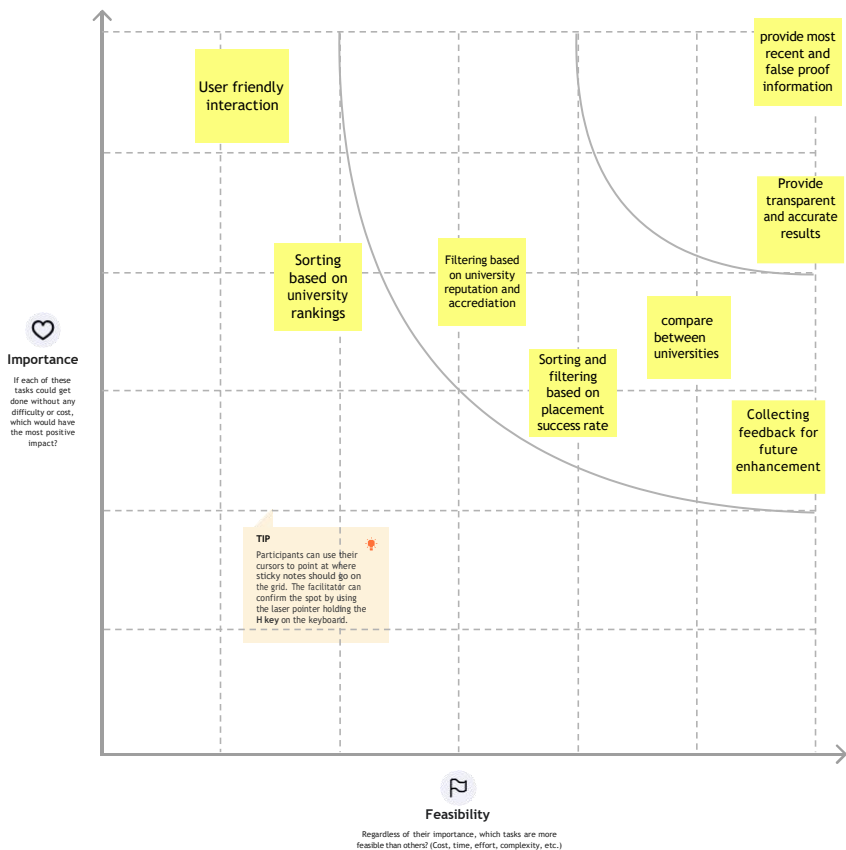 provide most
recent and
false proof
information
User friendly
interaction
Provide
transparent
and accurate
results
Sorting
based on
university
rankings
Filtering based
on university
reputation and
accrediation
compare
between
universities
Sorting and
filtering
based on
placement
success rate
Collecting
feedback for
future
enhancement
Importance
If each of these
tasks could get
done without any
difficulty or cost,
which would have
the most positive
impact?
TIP
Participants can use their
cursors to point at where
sticky notes should go on
the grid. The facilitator can
confirm the spot by using
the laser pointer holding the
H key on the keyboard.
Feasibility
Regardless of their importance, which tasks are more
feasible than others? (Cost, time, effort, complexity, etc.)